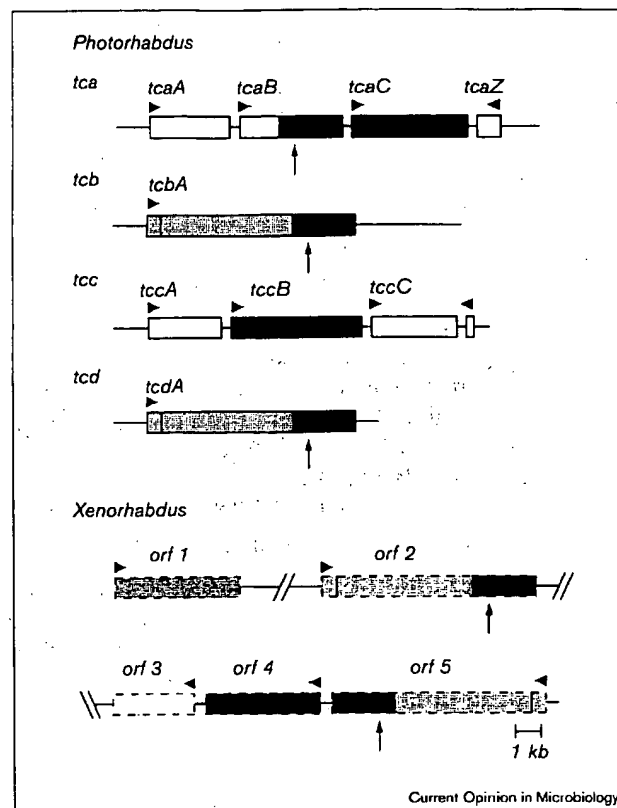 Photorhabdus
tca
tcaA tcaB. tcaC tcaZ
tcb
tcbA
tcc
tccA tccB tccC
tcd
tcdA
Xenorhabdus
orf 1 orf 2
orf 3 orf 4 orf 5
1 kb
Current Opinion in Microbiology